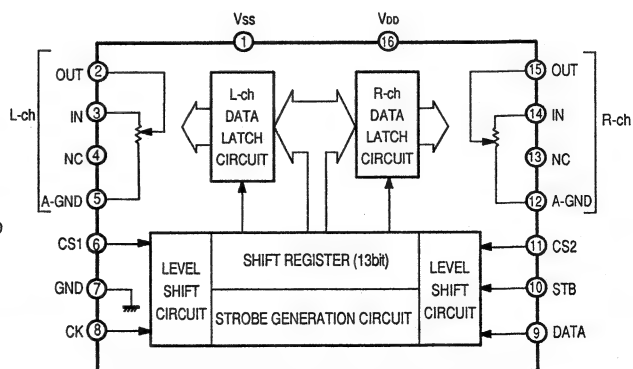 VSS
VDD
1
16
L-ch
OUT 2
IN 3
NC 4
A-GND 5
CS1 6
GND 7
CK 8
L-ch
DATA
LATCH
CIRCUIT
R-ch
DATA
LATCH
CIRCUIT
15 OUT
14 IN
13 NC
12 A-GND
R-ch
11 CS2
10 STB
9 DATA
LEVEL
SHIFT
CIRCUIT
SHIFT REGISTER (13bit)
STROBE GENERATION CIRCUIT
LEVEL
SHIFT
CIRCUIT